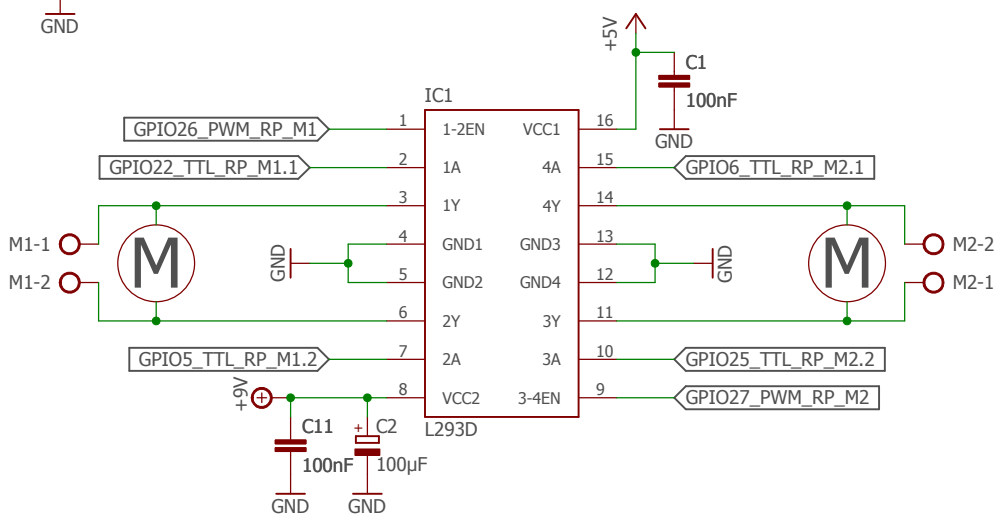 GND
+5V
C1
100nF
GND
IC1
GPIO26_PWM_RP_M1
1
1-2EN
VCC1
16
GPIO22_TTL_RP_M1.1
2
1A
4A
15
GPIO6_TTL_RP_M2.1
3
1Y
4Y
14
M1-1
M
GND
4
GND1
GND3
13
GND
M
M2-2
M1-2
5
GND2
GND4
12
M2-1
6
2Y
3Y
11
GPIO5_TTL_RP_M1.2
7
2A
3A
10
GPIO25_TTL_RP_M2.2
+9V
8
VCC2
3-4EN
9
GPIO27_PWM_RP_M2
L293D
C11
100nF
GND
+
C2
100µF
GND